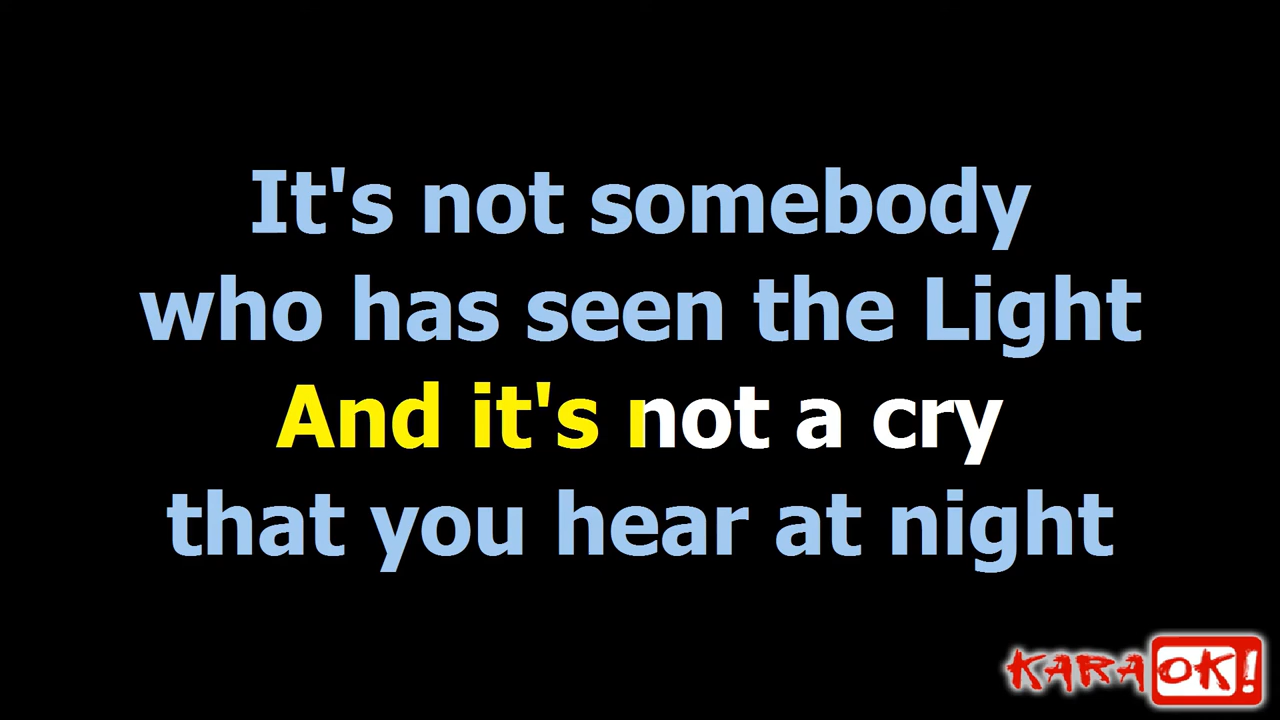 It's not somebody
who has seen the Light
And it's not a cry
that you hear at night
KARAOK!